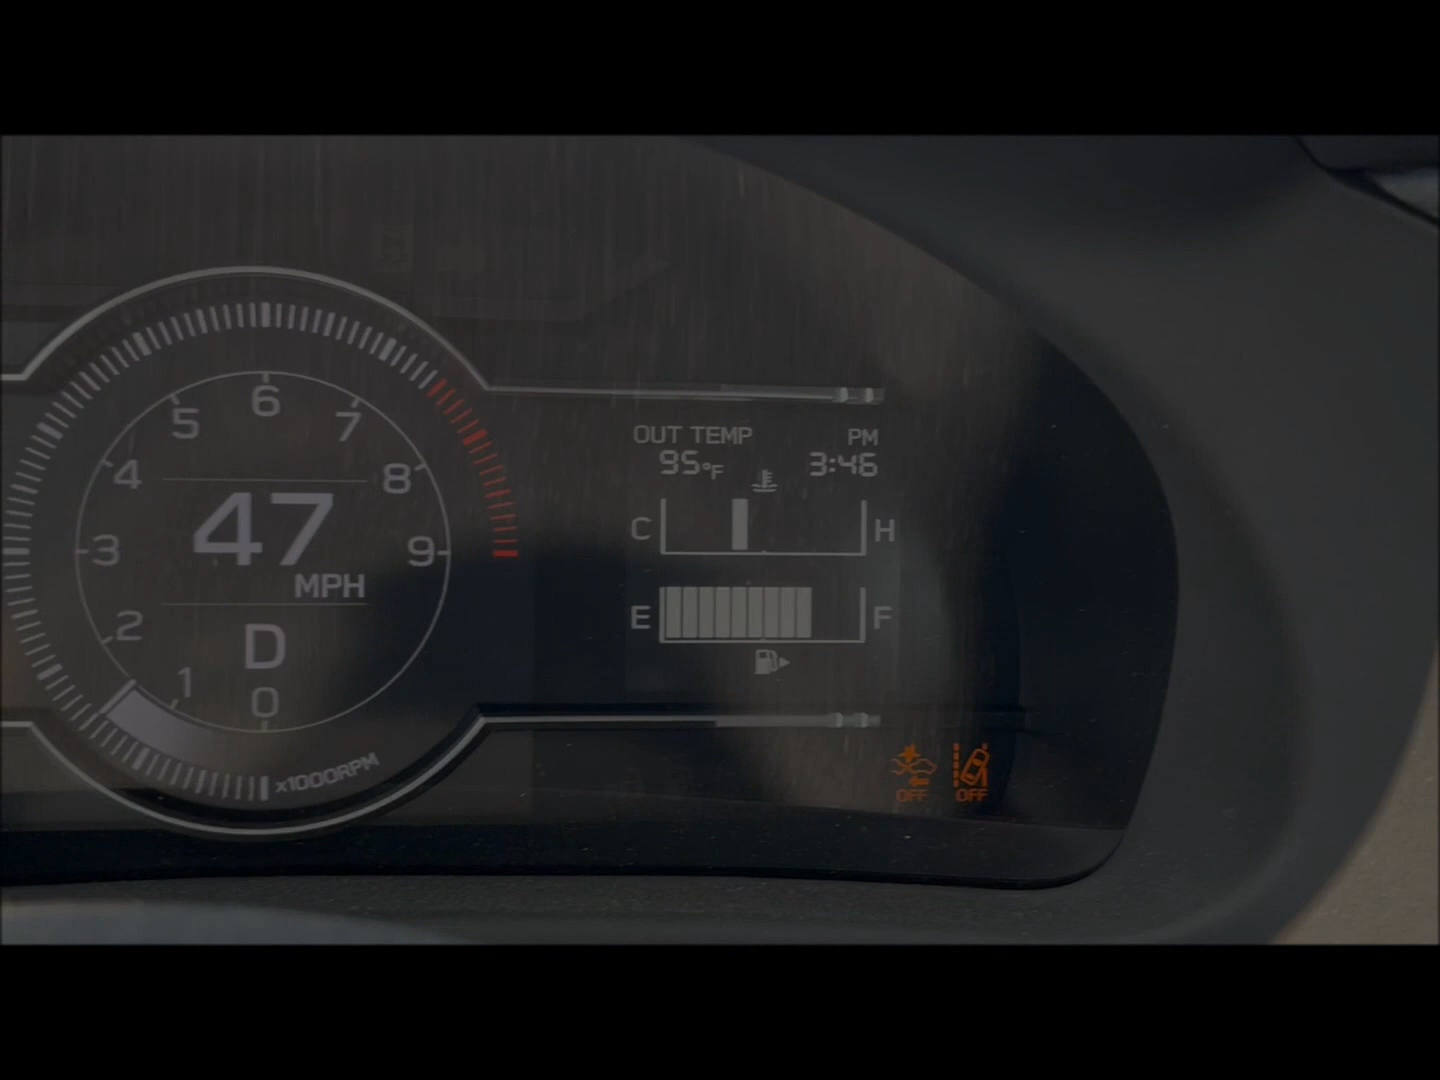 OUT TEMP PM
95°F 3:46
C H
E F
6
5 7
4 8
47
3 9
MPH
2
D
1
0
x1000RPM
OFF OFF